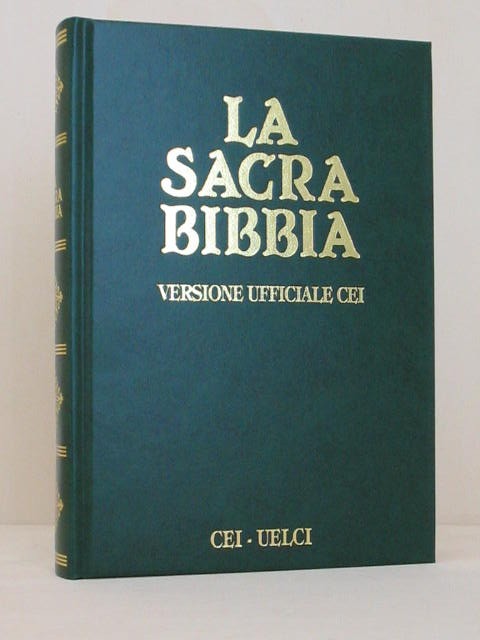 LA
SACRA
BIBBIA
VERSIONE UFFICIALE CEI
CEI - UELCI